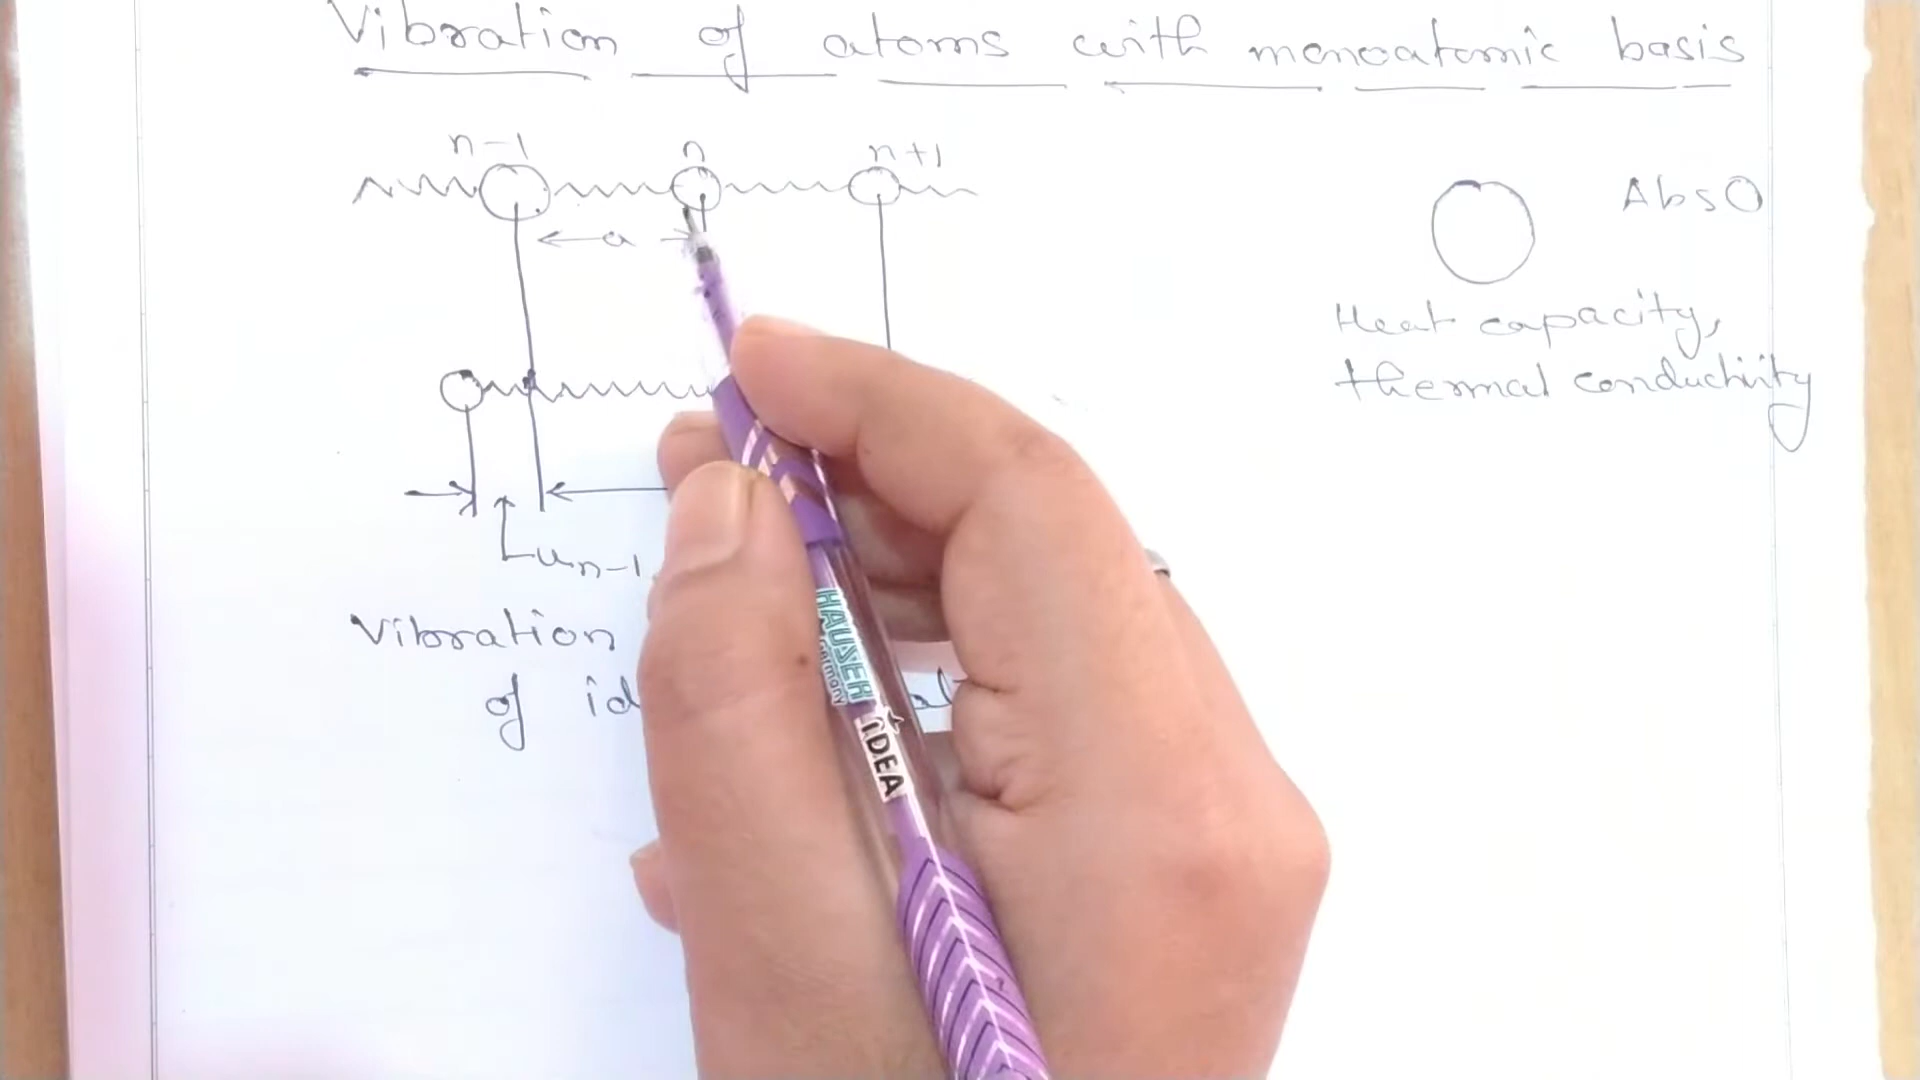 Vibration of atoms with monoatomic basis
n-1 n n+1
Abs 0
a
Heat capacity,
thermal conductivity
u n-1
Vibration
of
HAUSER
Germany
IDEA